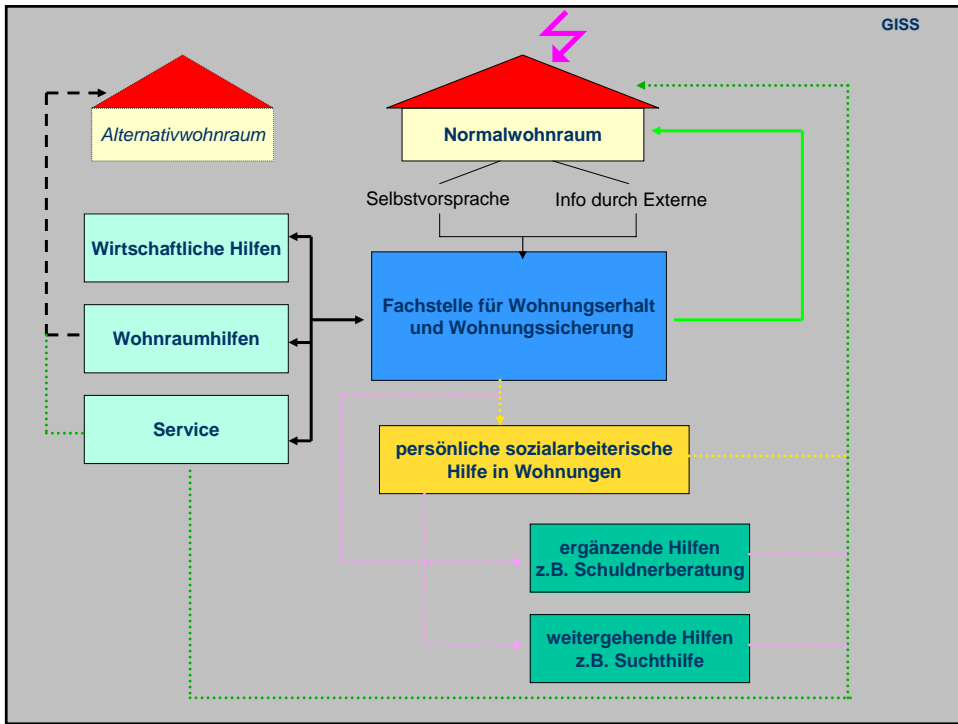 GISS
Alternativwohnraum
Normalwohnraum
Selbstvorsprache
Info durch Externe
Wirtschaftliche Hilfen
Fachstelle für Wohnungserhalt
und Wohnungssicherung
Wohnraumhilfen
Service
persönliche sozialarbeiterische
Hilfe in Wohnungen
ergänzende Hilfen
z.B. Schuldnerberatung
weitergehende Hilfen
z.B. Suchthilfe